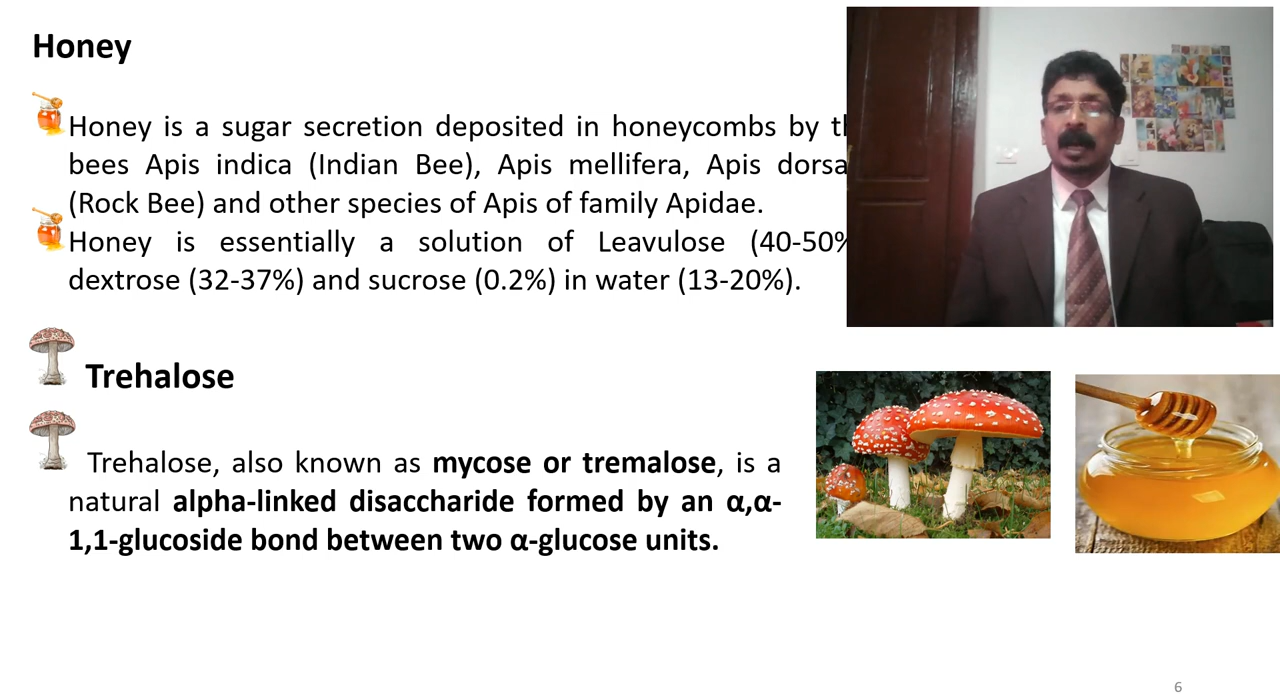 Honey
Honey is a sugar secretion deposited in honeycombs by
bees Apis indica (Indian Bee), Apis mellifera, Apis
(Rock Bee) and other species of Apis of family Apidae.
Honey is essentially a solution of Leavulose (40-50%
dextrose (32-37%) and sucrose (0.2%) in water (13-20%).
Trehalose
Trehalose, also known as mycose or tremalose, is a
natural alpha-linked disaccharide formed by an α,α-
1,1-glucoside bond between two α-glucose units.
6